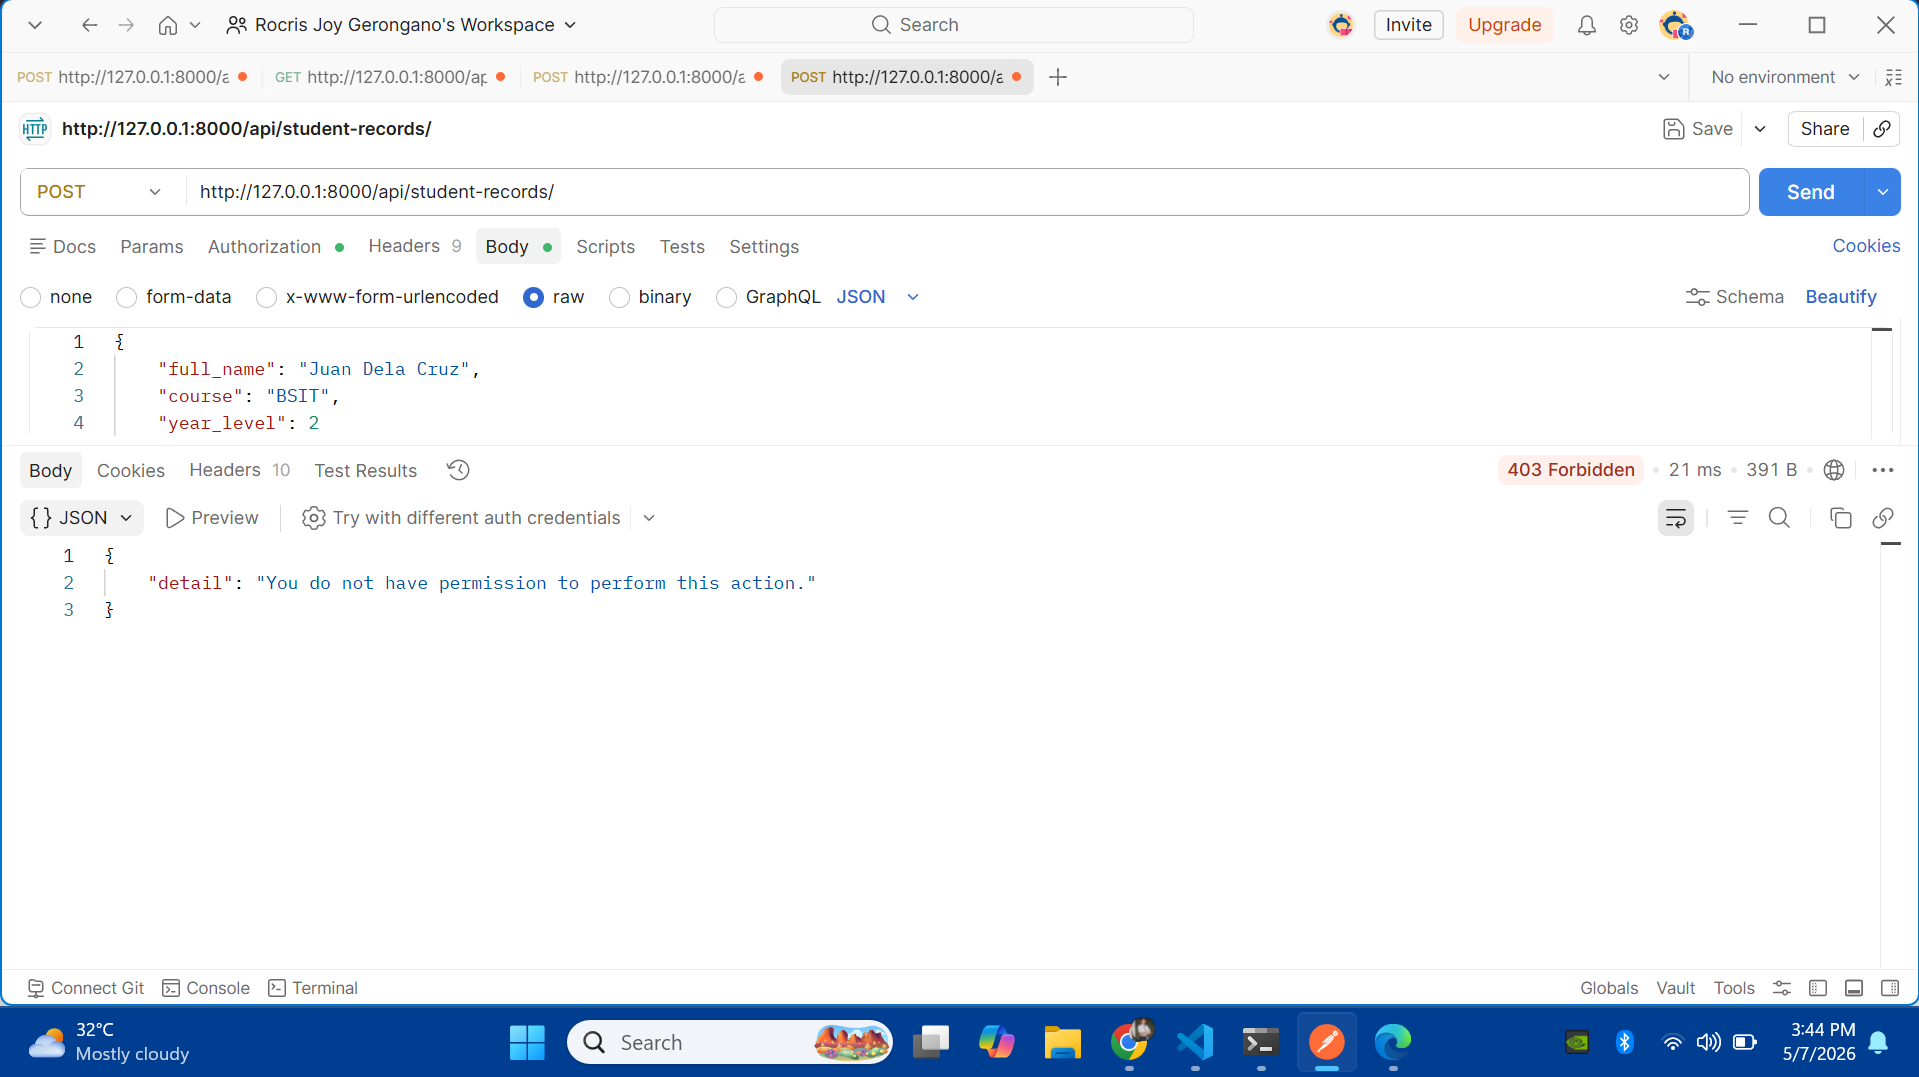 Rocris Joy Gerongano's Workspace
Search
Invite
Upgrade
R
POST http://127.0.0.1:8000/a
GET http://127.0.0.1:8000/ap
POST http://127.0.0.1:8000/a
POST http://127.0.0.1:8000/a
No environment
HTTP http://127.0.0.1:8000/api/student-records/
Save
Share
POST
http://127.0.0.1:8000/api/student-records/
Send
Docs Params Authorization Headers 9 Body Scripts Tests Settings
Cookies
none form-data x-www-form-urlencoded raw binary GraphQL JSON
Schema Beautify
1 {
2 "full_name": "Juan Dela Cruz",
3 "course": "BSIT",
4 "year_level": 2
Body Cookies Headers 10 Test Results
403 Forbidden 21 ms 391 B
{} JSON Preview Try with different auth credentials
1 {
2 "detail": "You do not have permission to perform this action."
3 }
Connect Git Console Terminal
Globals Vault Tools
32°C
Mostly cloudy
Search
3:44 PM
5/7/2026